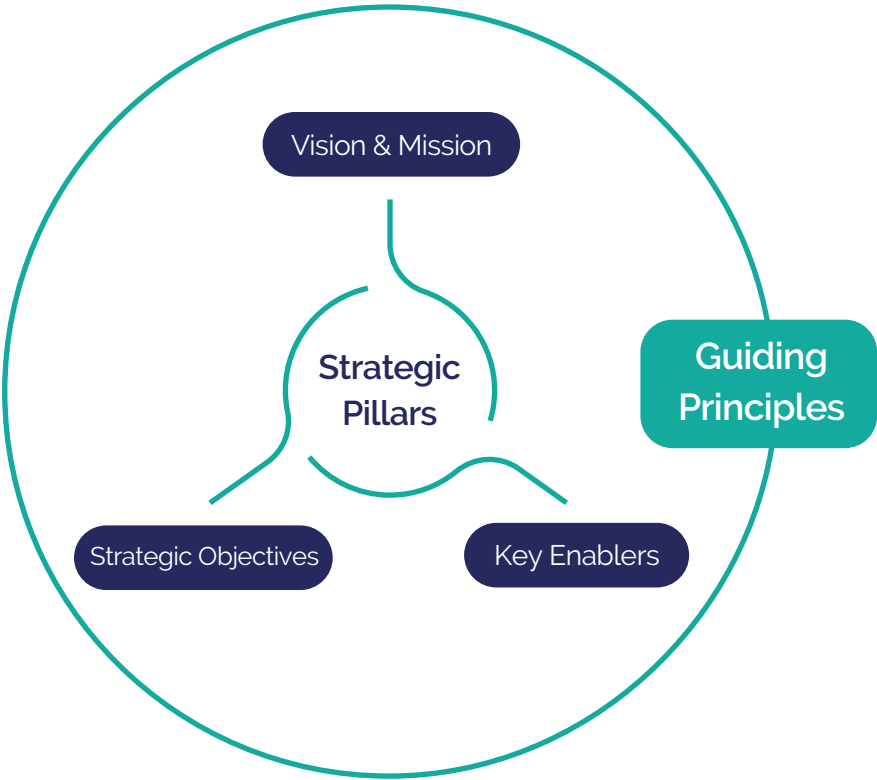 Vision & Mission
Strategic
Pillars
Guiding
Principles
Strategic Objectives
Key Enablers